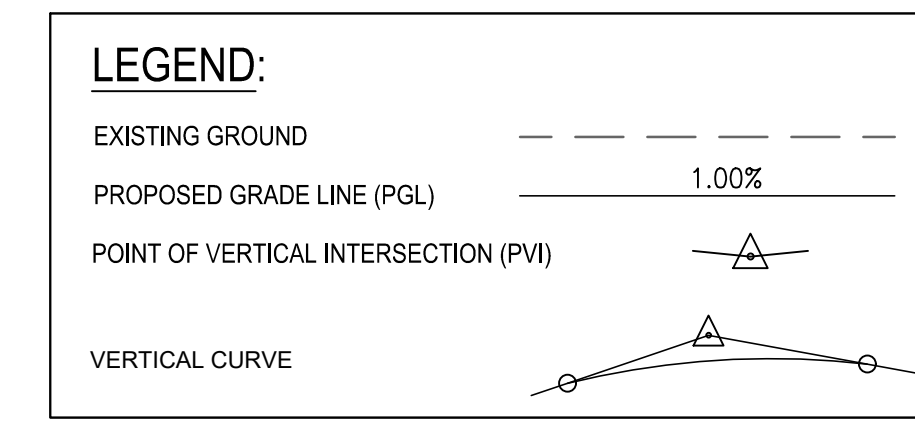 LEGEND:
EXISTING GROUND
PROPOSED GRADE LINE (PGL) 1.00%
POINT OF VERTICAL INTERSECTION (PVI)
VERTICAL CURVE